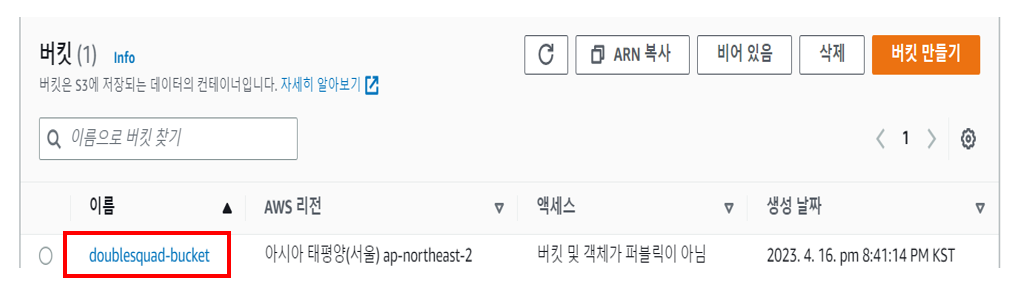 버킷 (1) Info
버킷은 S3에 저장되는 데이터의 컨테이너입니다. 자세히 알아보기
ARN 복사 비어 있음 삭제 버킷 만들기
이름으로 버킷 찾기
1
이름 AWS 리전 액세스 생성 날짜
doublesquad-bucket 아시아 태평양(서울) ap-northeast-2 버킷 및 객체가 퍼블릭이 아님 2023. 4. 16. pm 8:41:14 PM KST